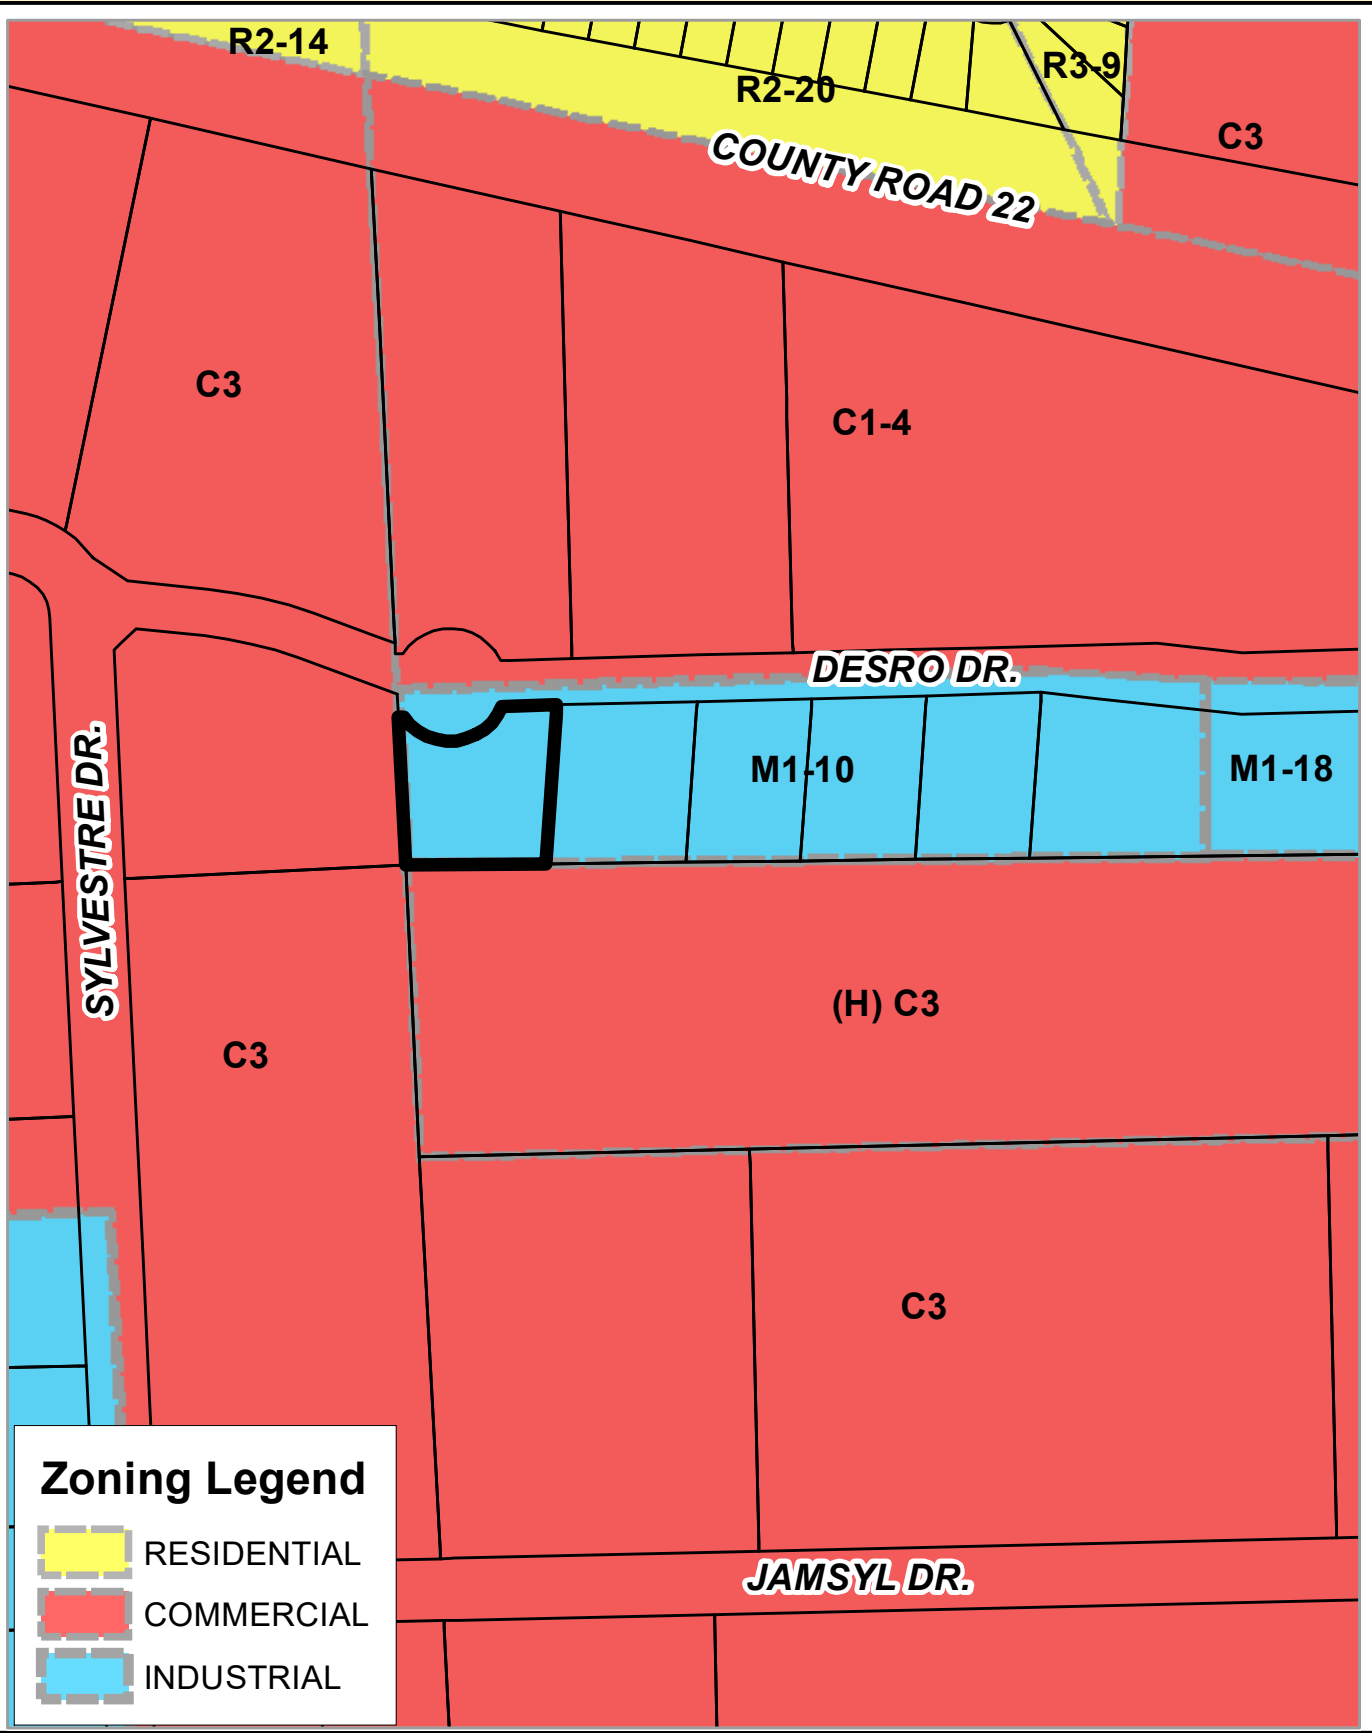 R2-14
R3-9
R2-20
C3
COUNTY ROAD 22
C3
C1-4
DESRO DR.
SYLVESTRE DR.
M1-10
M1-18
(H) C3
C3
C3
Zoning Legend
RESIDENTIAL
COMMERCIAL
INDUSTRIAL
JAMSYL DR.